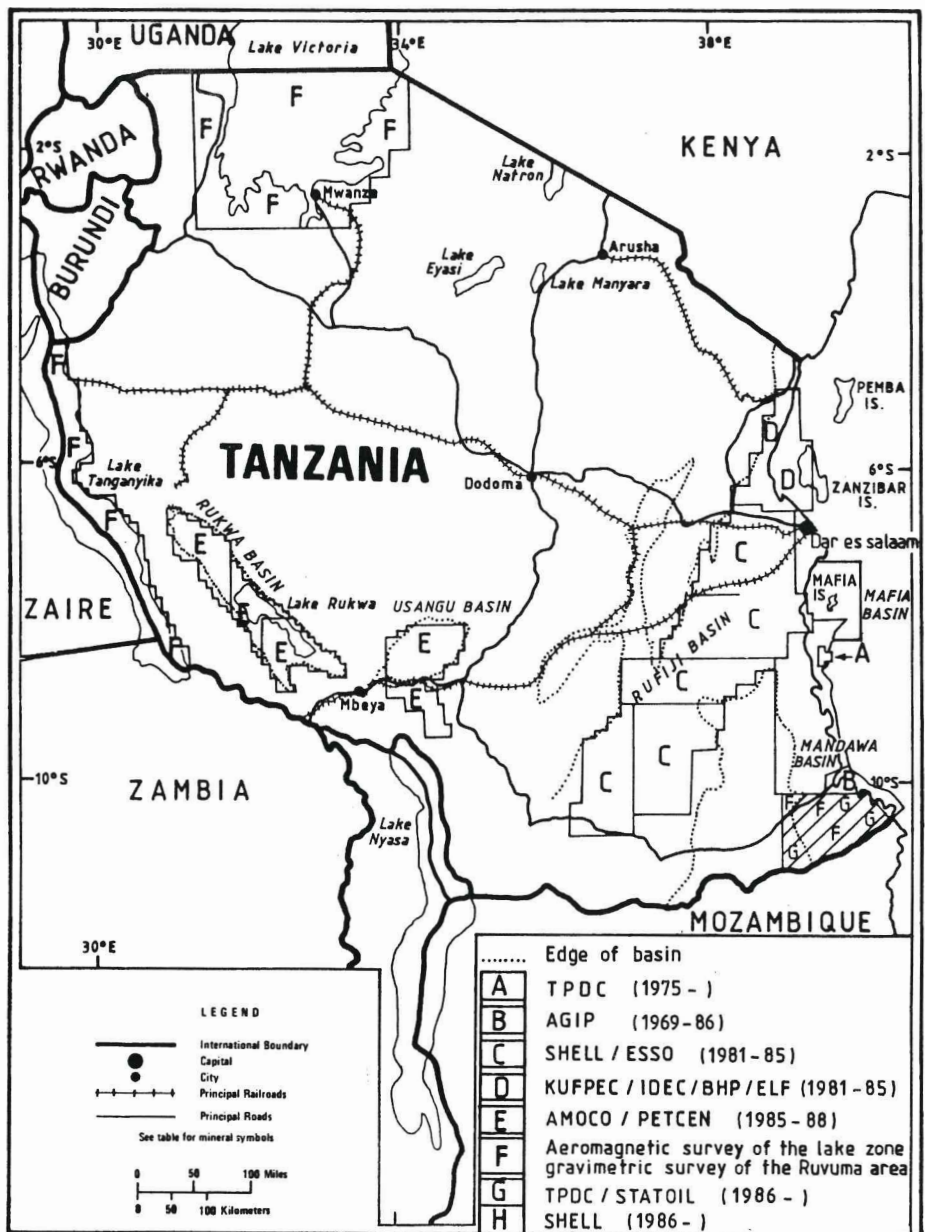 30°E
UGANDA
Lake Victoria
34°E
38°E
F
F
F
F
2°S
2°S
RWANDA
KENYA
Lake
Natron
Mwanza
BURUNDI
Arusha
Lake
Eyasi
Lake Manyara
F
PEMBA
IS.
D
F
6°S
Lake
Tanganyika
TANZANIA
Dodoma
D
6°S
ZANZIBAR
IS.
F
RUKWA BASIN
E
C
Dar es salaam
MAFIA
IS
MAFIA
BASIN
ZAIRE
E
Lake Rukwa
USANGU BASIN
E
E
C
RUFIJI BASIN
A
C
Mbeya
E
MANDAWA
BASIN
10°S
ZAMBIA
C
C
B
10°S
F
F
G
G
F
G
Lake
Nyasa
MOZAMBIQUE
30°E
LEGEND
International Boundary
Capital
City
Principal Railroads
Principal Roads
See table for mineral symbols
0 50 100 Miles
0 50 100 Kilometers
Edge of basin
A TPDC (1975 - )
B AGIP (1969-86)
C SHELL / ESSO (1981-85)
D KUFPEC / IDEC / BHP / ELF (1981-85)
E AMOCO / PETCEN (1985-88)
F Aeromagnetic survey of the lake zone
gravimetric survey of the Ruvuma area
G TPDC / STATOIL (1986 - )
H SHELL (1986 - )